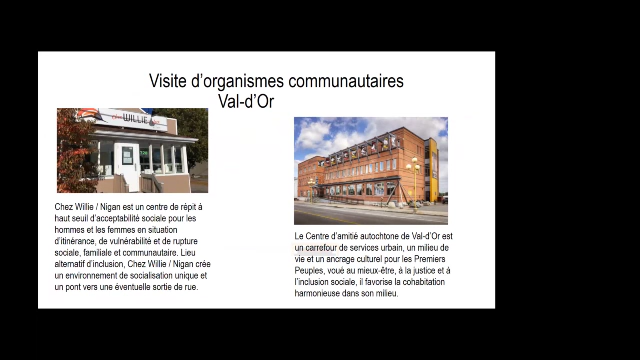 Visite d'organismes communautaires
Val-d'Or
WILLIE
Chez Willie / Nigan est un centre de répit à
haut seuil d'acceptabilité sociale pour les
hommes et les femmes en situation
d'itinérance, de vulnérabilité et de rupture
sociale, familiale et communautaire. Lieu
alternatif d'inclusion, Chez Willie / Nigan crée
un environnement de socialisation unique et
un pont vers une éventuelle sortie de rue.
Le Centre d'amitié autochtone de Val-d'Or est
un carrefour de services urbain, un milieu de
vie et un ancrage culturel pour les Premiers
Peuples, voué au mieux-être, à la justice et à
l'inclusion sociale, il favorise la cohabitation
harmonieuse dans son milieu.